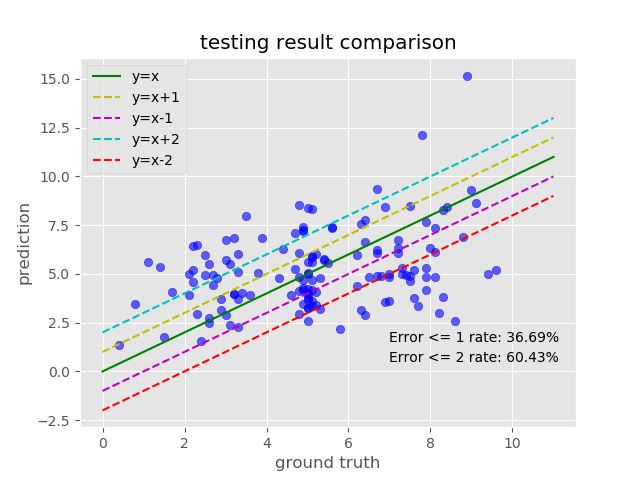 testing result comparison
y=x
y=x+1
y=x-1
y=x+2
y=x-2
15.0
12.5
10.0
7.5
5.0
2.5
0.0
−2.5
prediction
Error <= 1 rate: 36.69%
Error <= 2 rate: 60.43%
0 2 4 6 8 10
ground truth